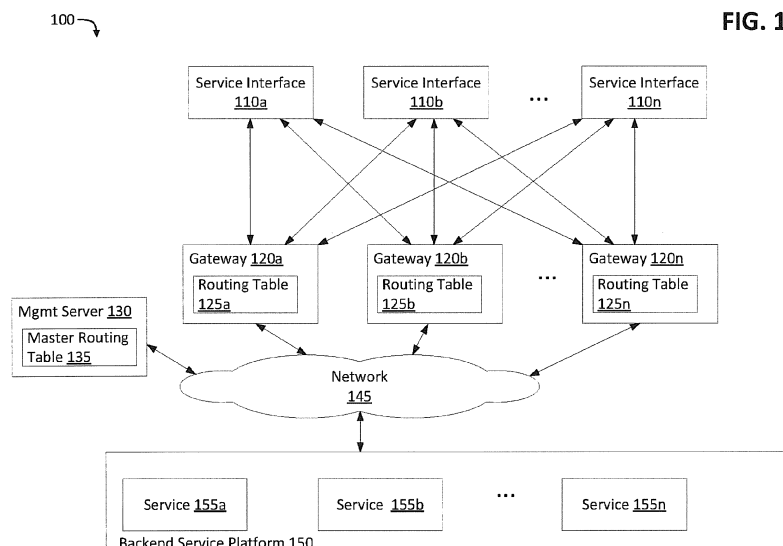 100
FIG. 1
Service Interface
110a
Service Interface
110b
...
Service Interface
110n
Gateway 120a
Routing Table
125a
Gateway 120b
Routing Table
125b
...
Gateway 120n
Routing Table
125n
Mgmt Server 130
Master Routing
Table 135
Network
145
Service 155a
Service 155b
...
Service 155n
Backend Service Platform 150